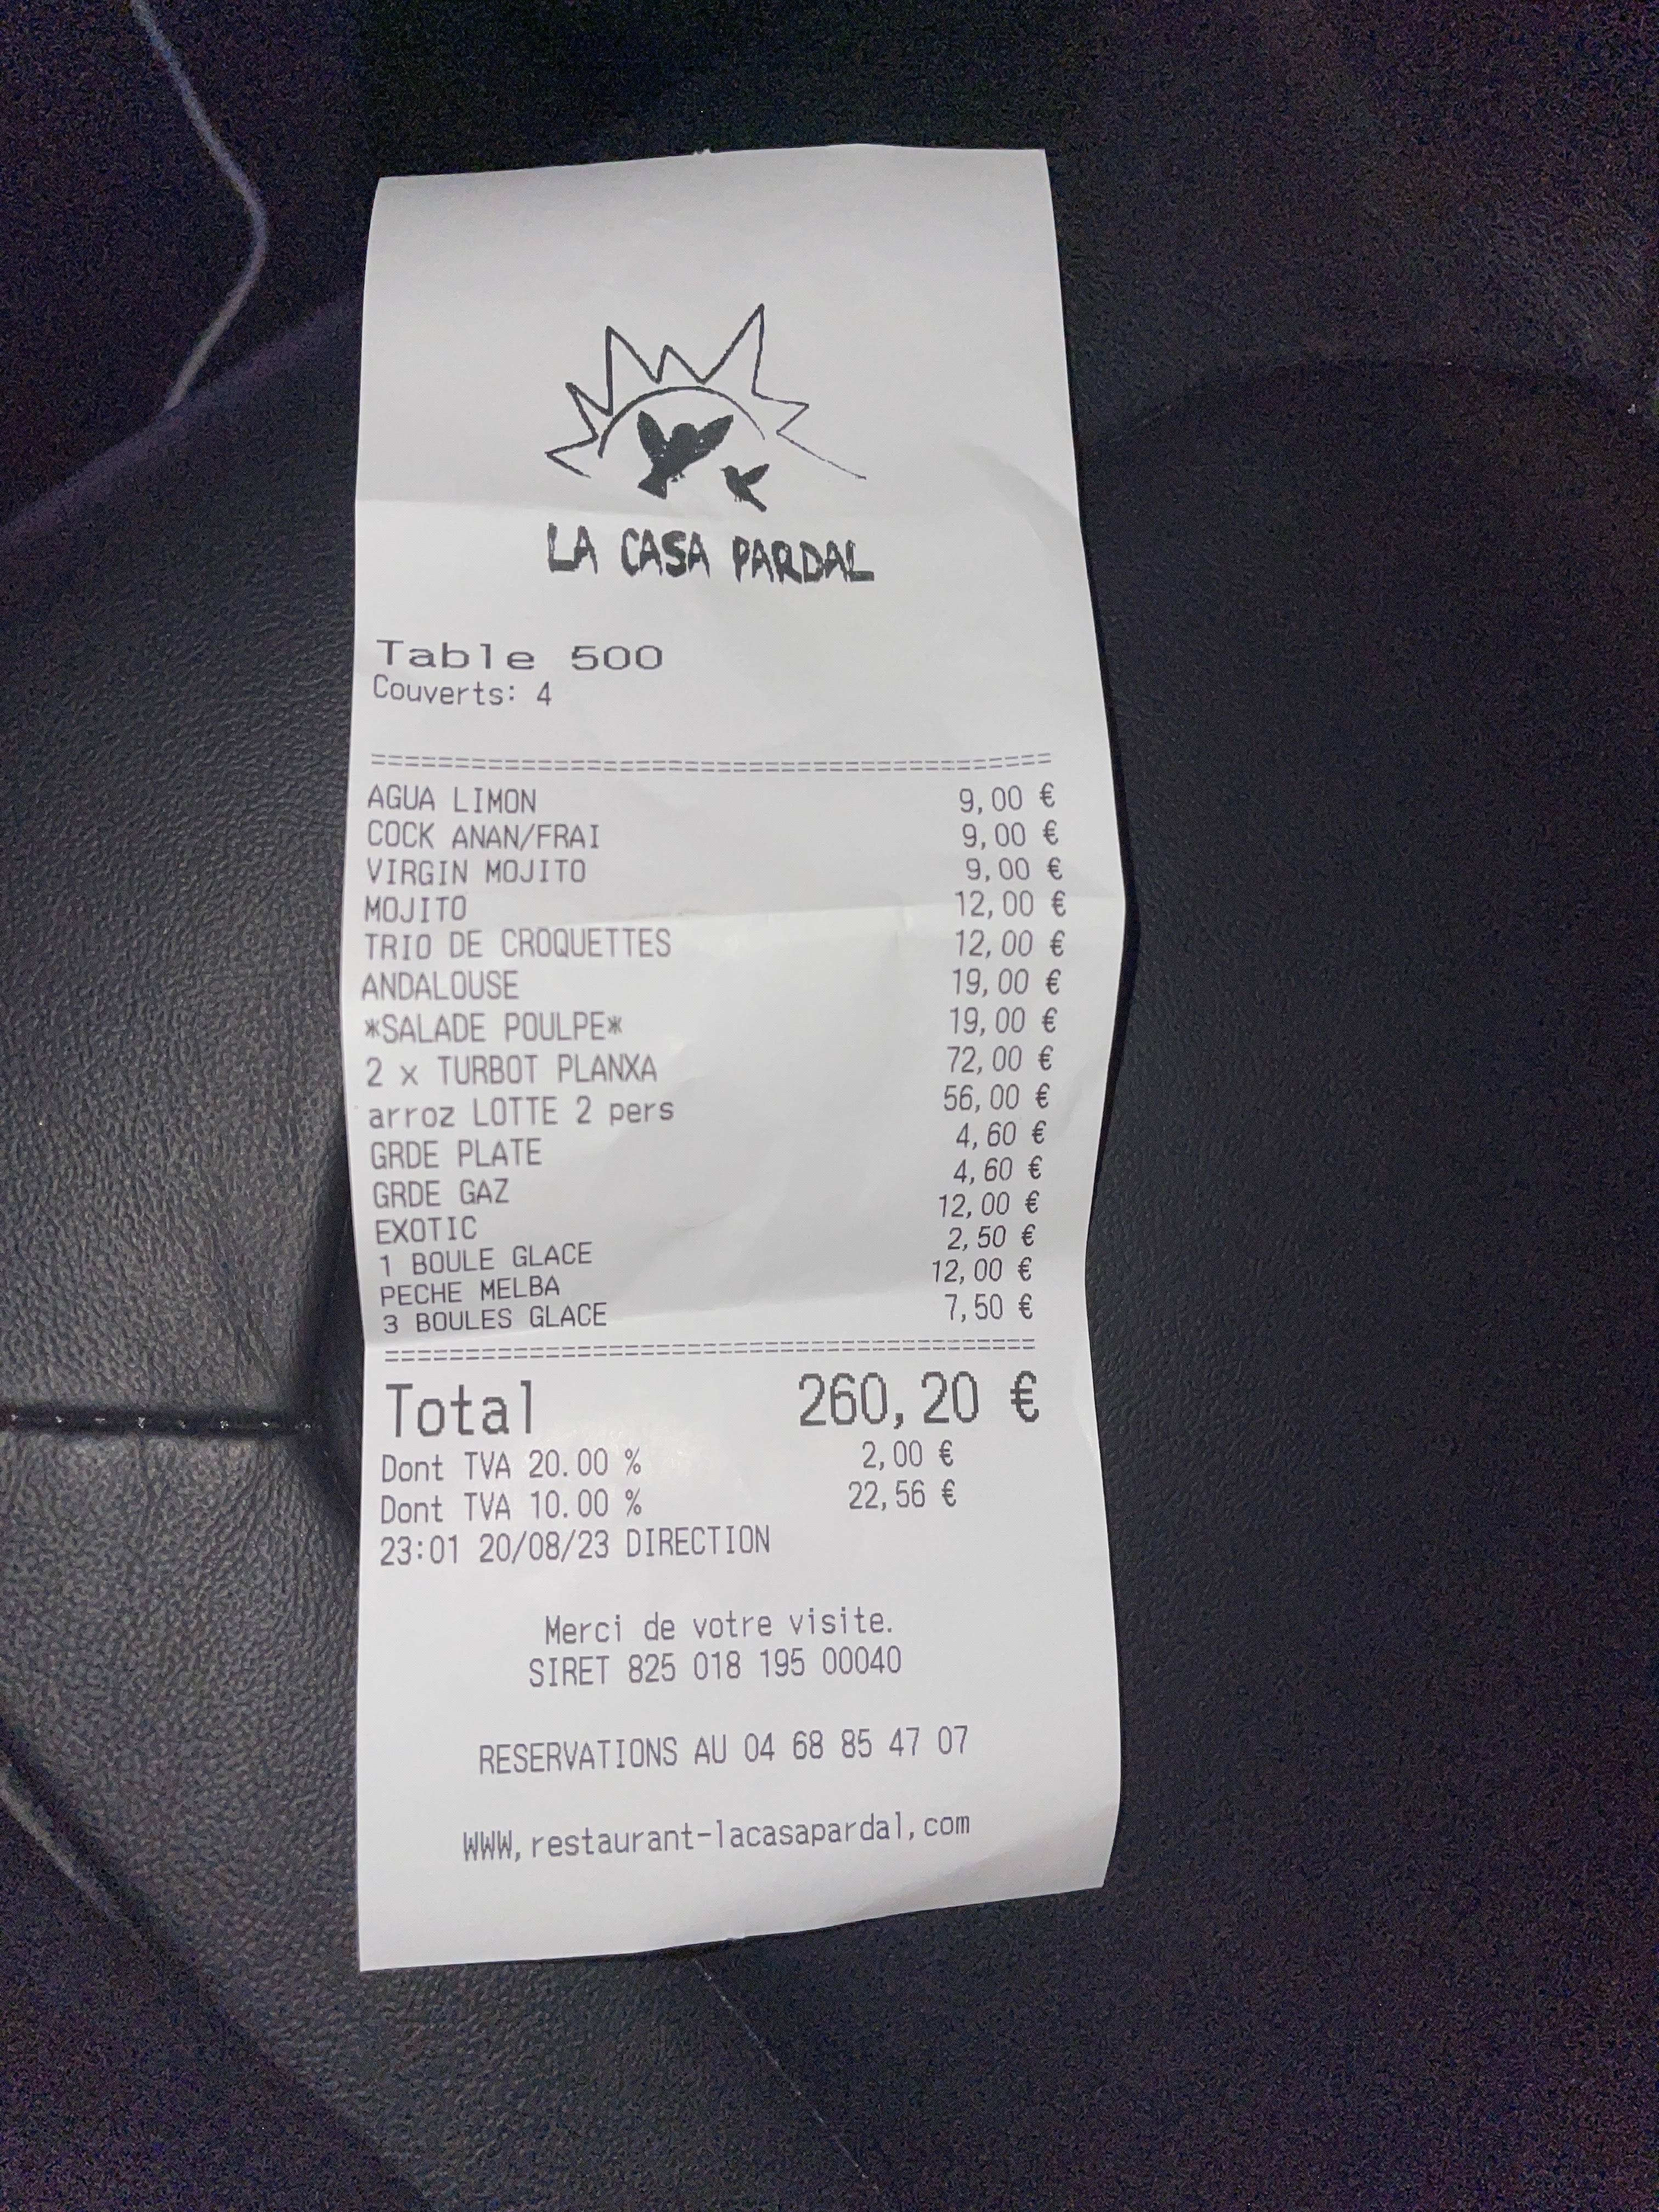 LA CASA PARDAL
Table 500
Couverts: 4
========================================
AGUA LIMON 9,00 €
COCK ANAN/FRAI 9,00 €
VIRGIN MOJITO 9,00 €
MOJITO 12,00 €
TRIO DE CROQUETTES 12,00 €
ANDALOUSE 19,00 €
*SALADE POULPE* 19,00 €
2 x TURBOT PLANXA 72,00 €
arroz LOTTE 2 pers 56,00 €
GRDE PLATE 4,60 €
GRDE GAZ 4,60 €
EXOTIC 12,00 €
1 BOULE GLACE 2,50 €
PECHE MELBA 12,00 €
3 BOULES GLACE 7,50 €
========================================
Total 260,20 €
Dont TVA 20.00 % 2,00 €
Dont TVA 10.00 % 22,56 €
23:01 20/08/23 DIRECTION
Merci de votre visite.
SIRET 825 018 195 00040
RESERVATIONS AU 04 68 85 47 07
WWW,restaurant-lacasapardal,com